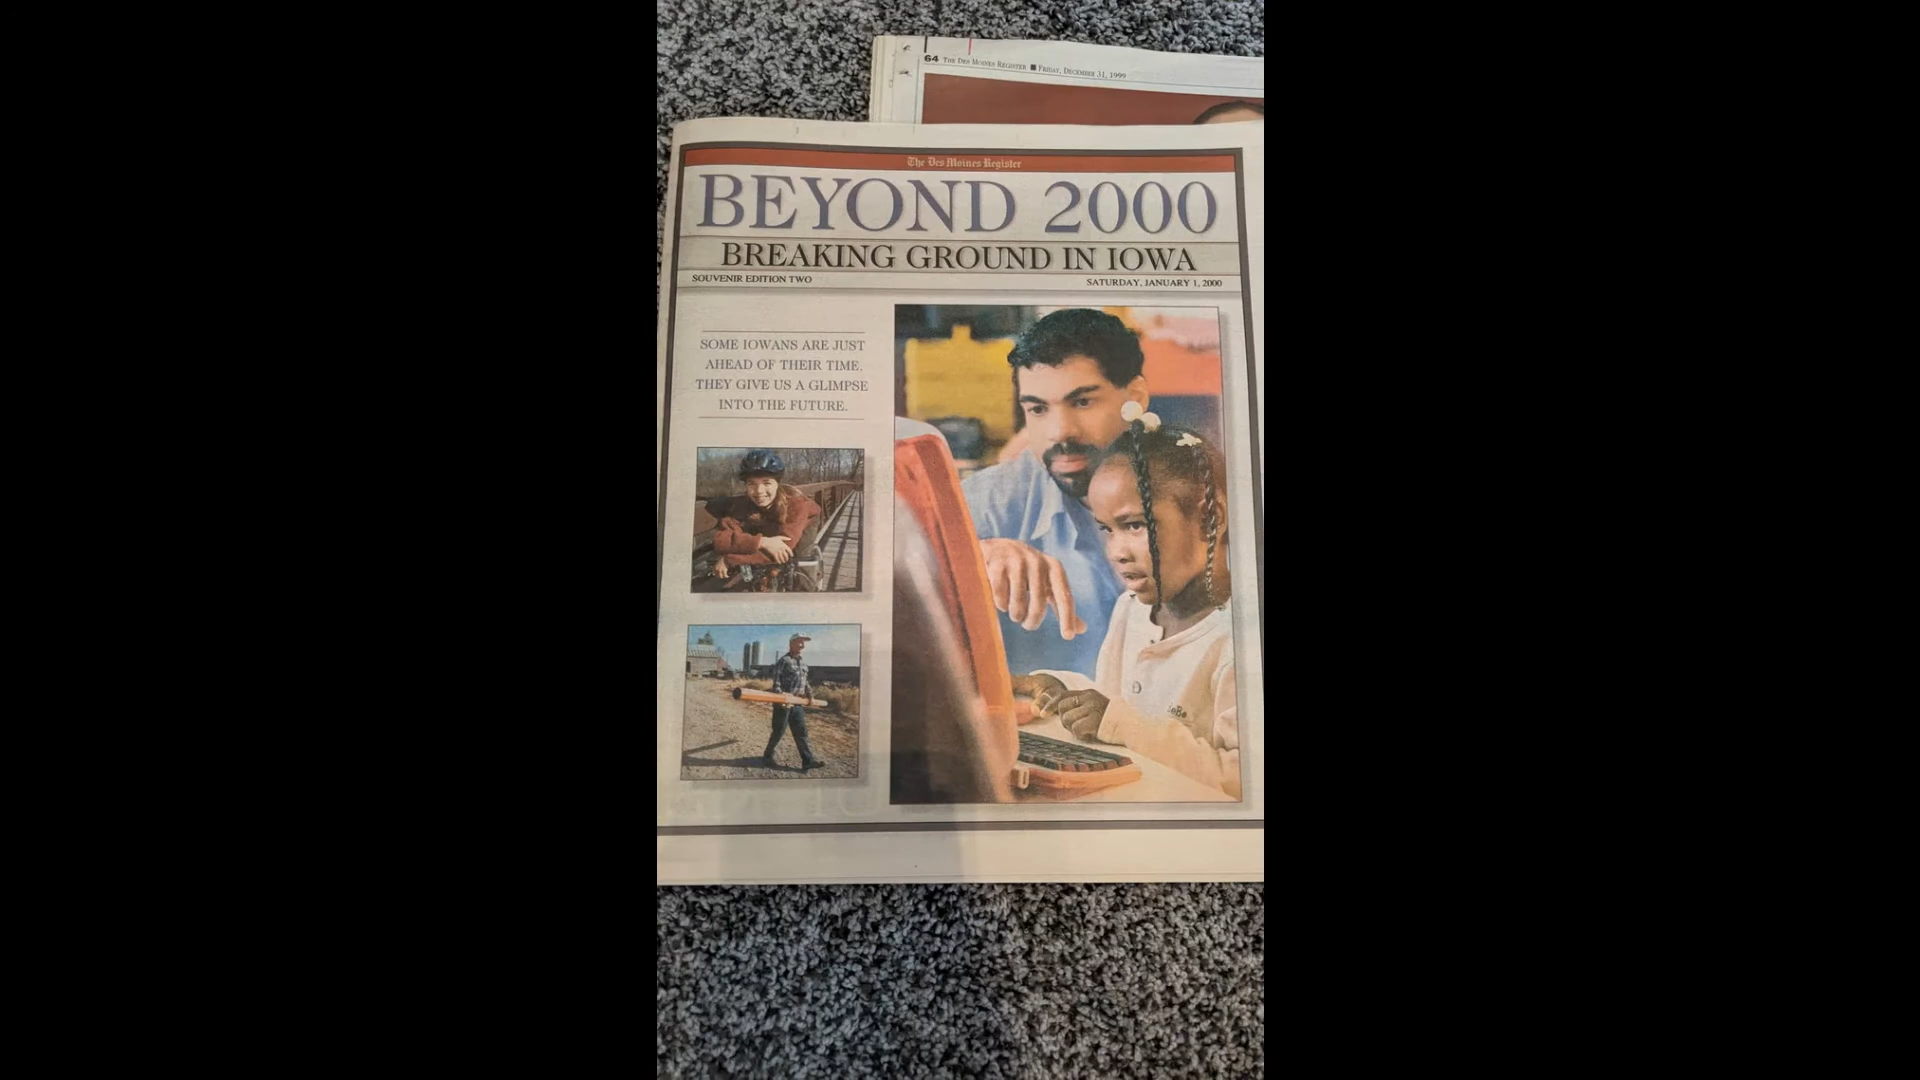 64 THE DES MOINES REGISTER ■ FRIDAY, DECEMBER 31, 1999
The Des Moines Register
BEYOND 2000
BREAKING GROUND IN IOWA
SOUVENIR EDITION TWO
SATURDAY, JANUARY 1, 2000
SOME IOWANS ARE JUST
AHEAD OF THEIR TIME.
THEY GIVE US A GLIMPSE
INTO THE FUTURE.